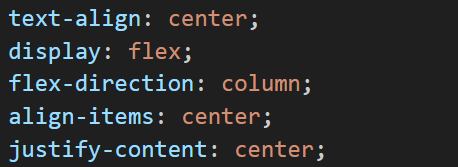 text-align: center;
display: flex;
flex-direction: column;
align-items: center;
justify-content: center;